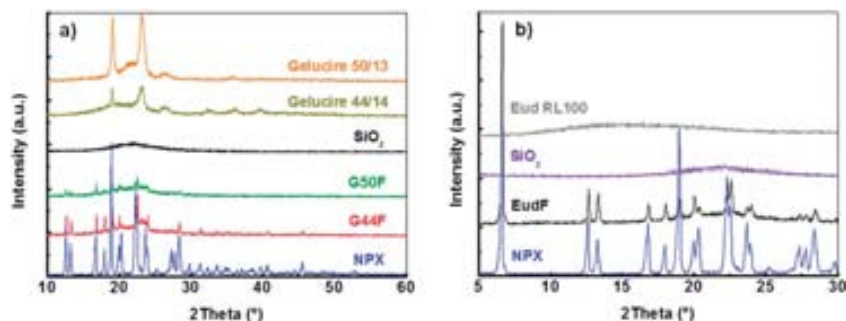 a)
Gelucire 50/13
Gelucire 44/14
SiO₂
G50F
G44F
NPX
Intensity (a.u.)
10 20 30 40 50 60
2Theta (°)
b)
Eud RL100
SiO₂
EudF
NPX
Intensity (a.u.)
5 10 15 20 25 30
2Theta (°)